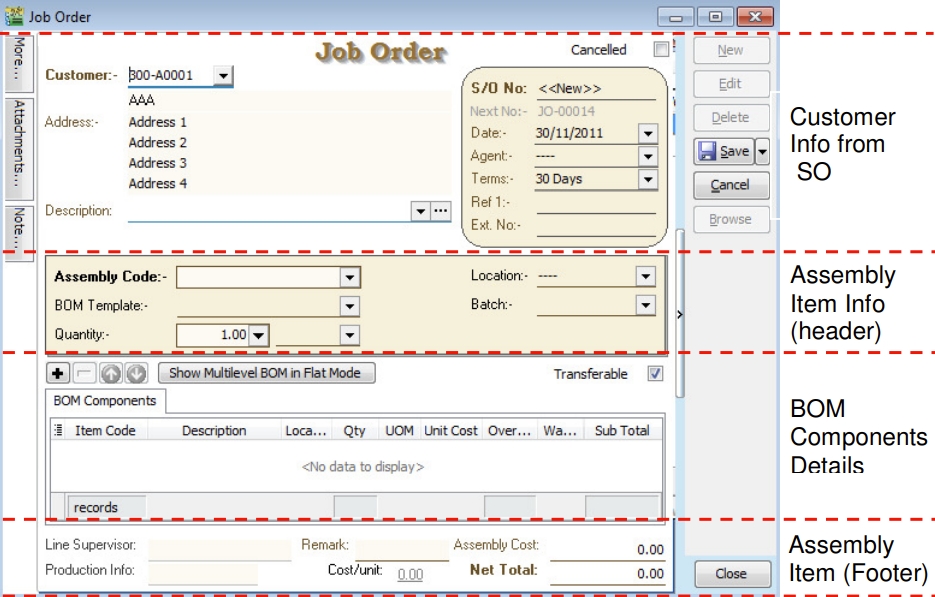 Job Order
More...
Attachments...
Note...
Job Order
Cancelled
Customer:- 300-A0001
AAA
Address:- Address 1
Address 2
Address 3
Address 4
Description:
S/O No: <<New>>
Next No:- JO-00014
Date:- 30/11/2011
Agent:- ----
Terms:- 30 Days
Ref 1:-
Ext. No:-
New
Edit
Delete
Save
Cancel
Browse
Customer
Info from
SO
Assembly Code:-
BOM Template:-
Quantity:- 1.00
Location:- ----
Batch:-
Assembly
Item Info
(header)
Show Multilevel BOM in Flat Mode
Transferable
BOM Components
Item Code Description Loca... Qty UOM Unit Cost Over... Wa... Sub Total
<No data to display>
records
BOM
Components
Details
Line Supervisor: Remark: Assembly Cost: 0.00
Production Info: Cost/unit: 0.00 Net Total: 0.00
Close
Assembly
Item (Footer)